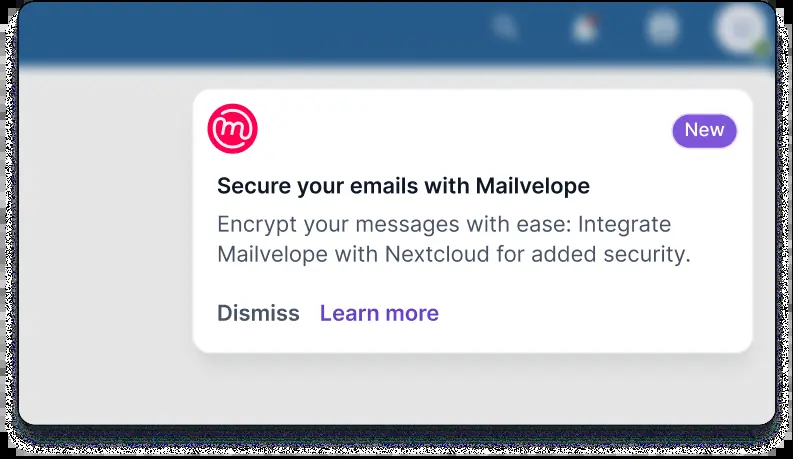 New
Secure your emails with Mailvelope
Encrypt your messages with ease: Integrate
Mailvelope with Nextcloud for added security.
Dismiss Learn more